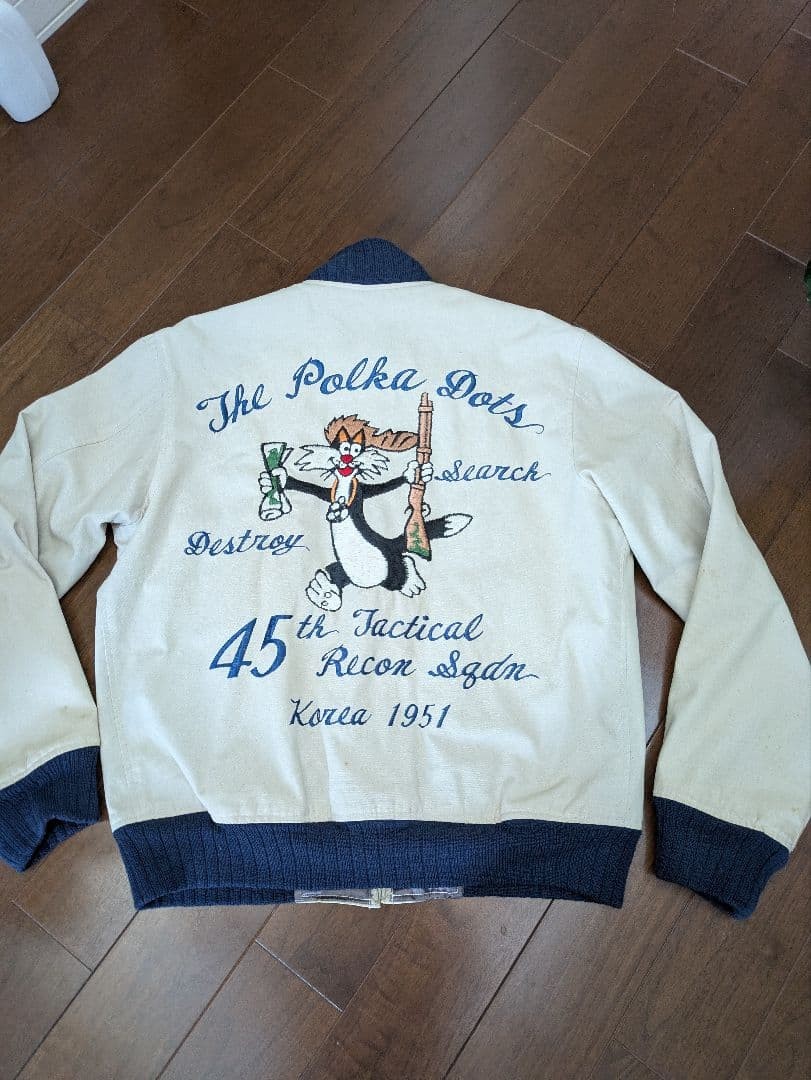 The Polka Dots
Search
Destroy
45th Tactical
Recon Sqdn
Korea 1951